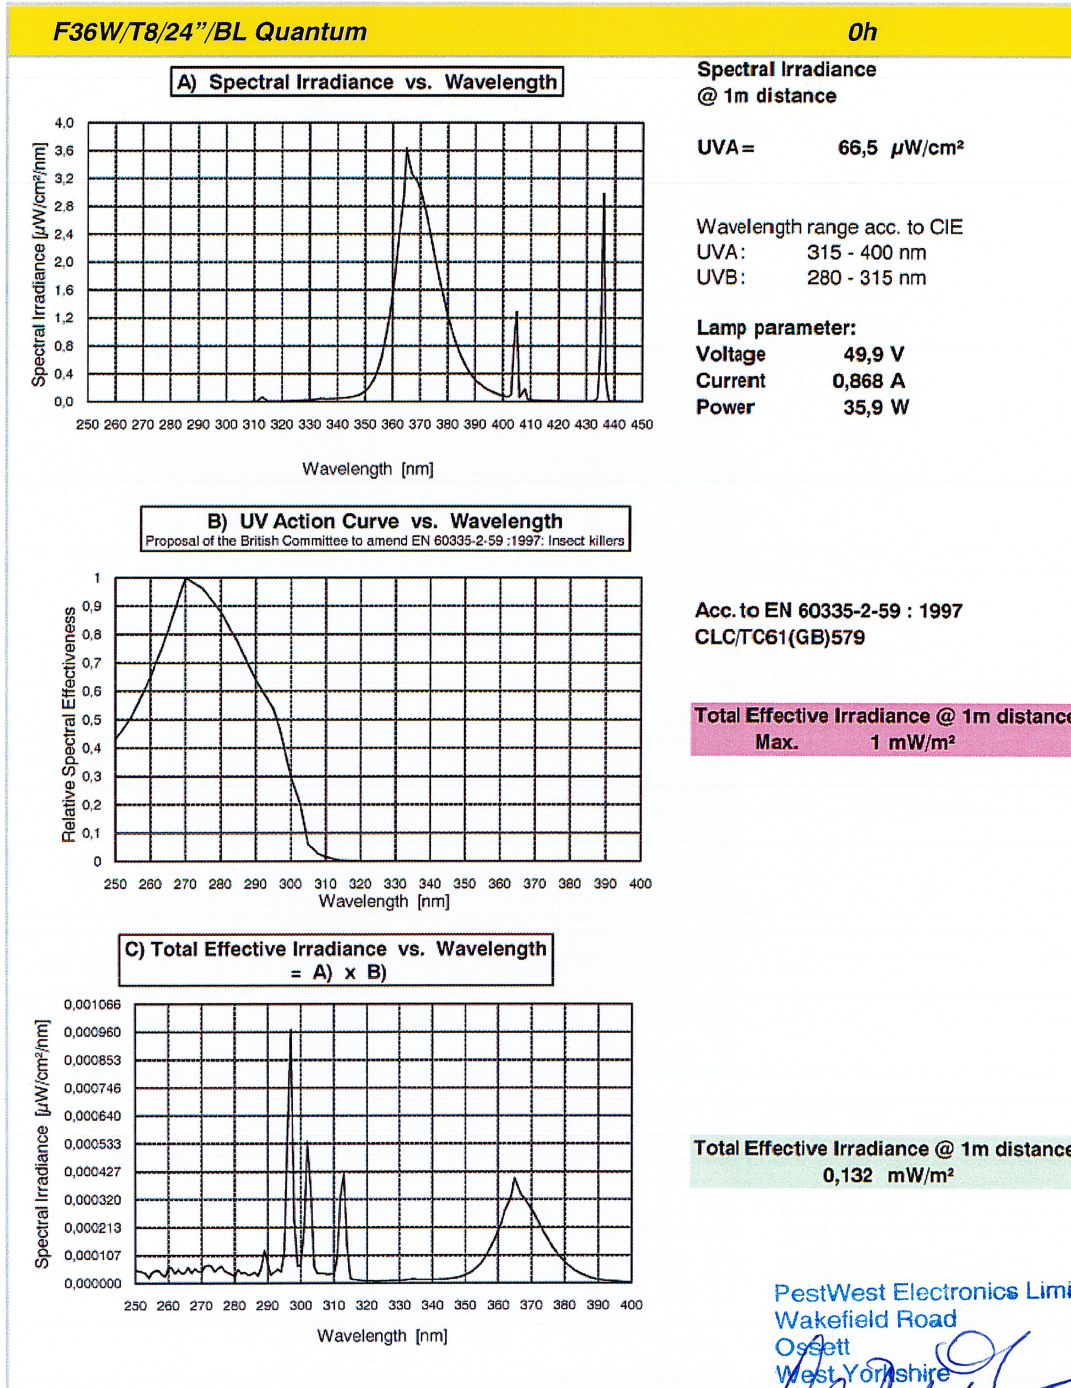 F36W/T8/24”/BL Quantum 0h
A) Spectral Irradiance vs. Wavelength
Spectral Irradiance
@ 1m distance
UVA= 66,5 µW/cm²
Wavelength range acc. to CIE
UVA: 315 - 400 nm
UVB: 280 - 315 nm
Lamp parameter:
Voltage 49,9 V
Current 0,868 A
Power 35,9 W
Spectral Irradiance [µW/cm²/nm]
4,0
3,6
3,2
2,8
2,4
2,0
1,6
1,2
0,8
0,4
0,0
250 260 270 280 290 300 310 320 330 340 350 360 370 380 390 400 410 420 430 440 450
Wavelength [nm]
B) UV Action Curve vs. Wavelength
Proposal of the British Committee to amend EN 60335-2-59 :1997: Insect killers
Relative Spectral Effectiveness
1
0,9
0,8
0,7
0,6
0,5
0,4
0,3
0,2
0,1
0
250 260 270 280 290 300 310 320 330 340 350 360 370 380 390 400
Wavelength [nm]
Acc. to EN 60335-2-59 : 1997
CLC/TC61(GB)579
Total Effective Irradiance @ 1m distance
Max. 1 mW/m²
C) Total Effective Irradiance vs. Wavelength
= A) x B)
Spectral Irradiance [µW/cm²/nm]
0,001066
0,000960
0,000853
0,000746
0,000640
0,000533
0,000427
0,000320
0,000213
0,000107
0,000000
250 260 270 280 290 300 310 320 330 340 350 360 370 380 390 400
Wavelength [nm]
Total Effective Irradiance @ 1m distance
0,132 mW/m²
PestWest Electronics Limi
Wakefield Road
Ossett
West Yorkshire